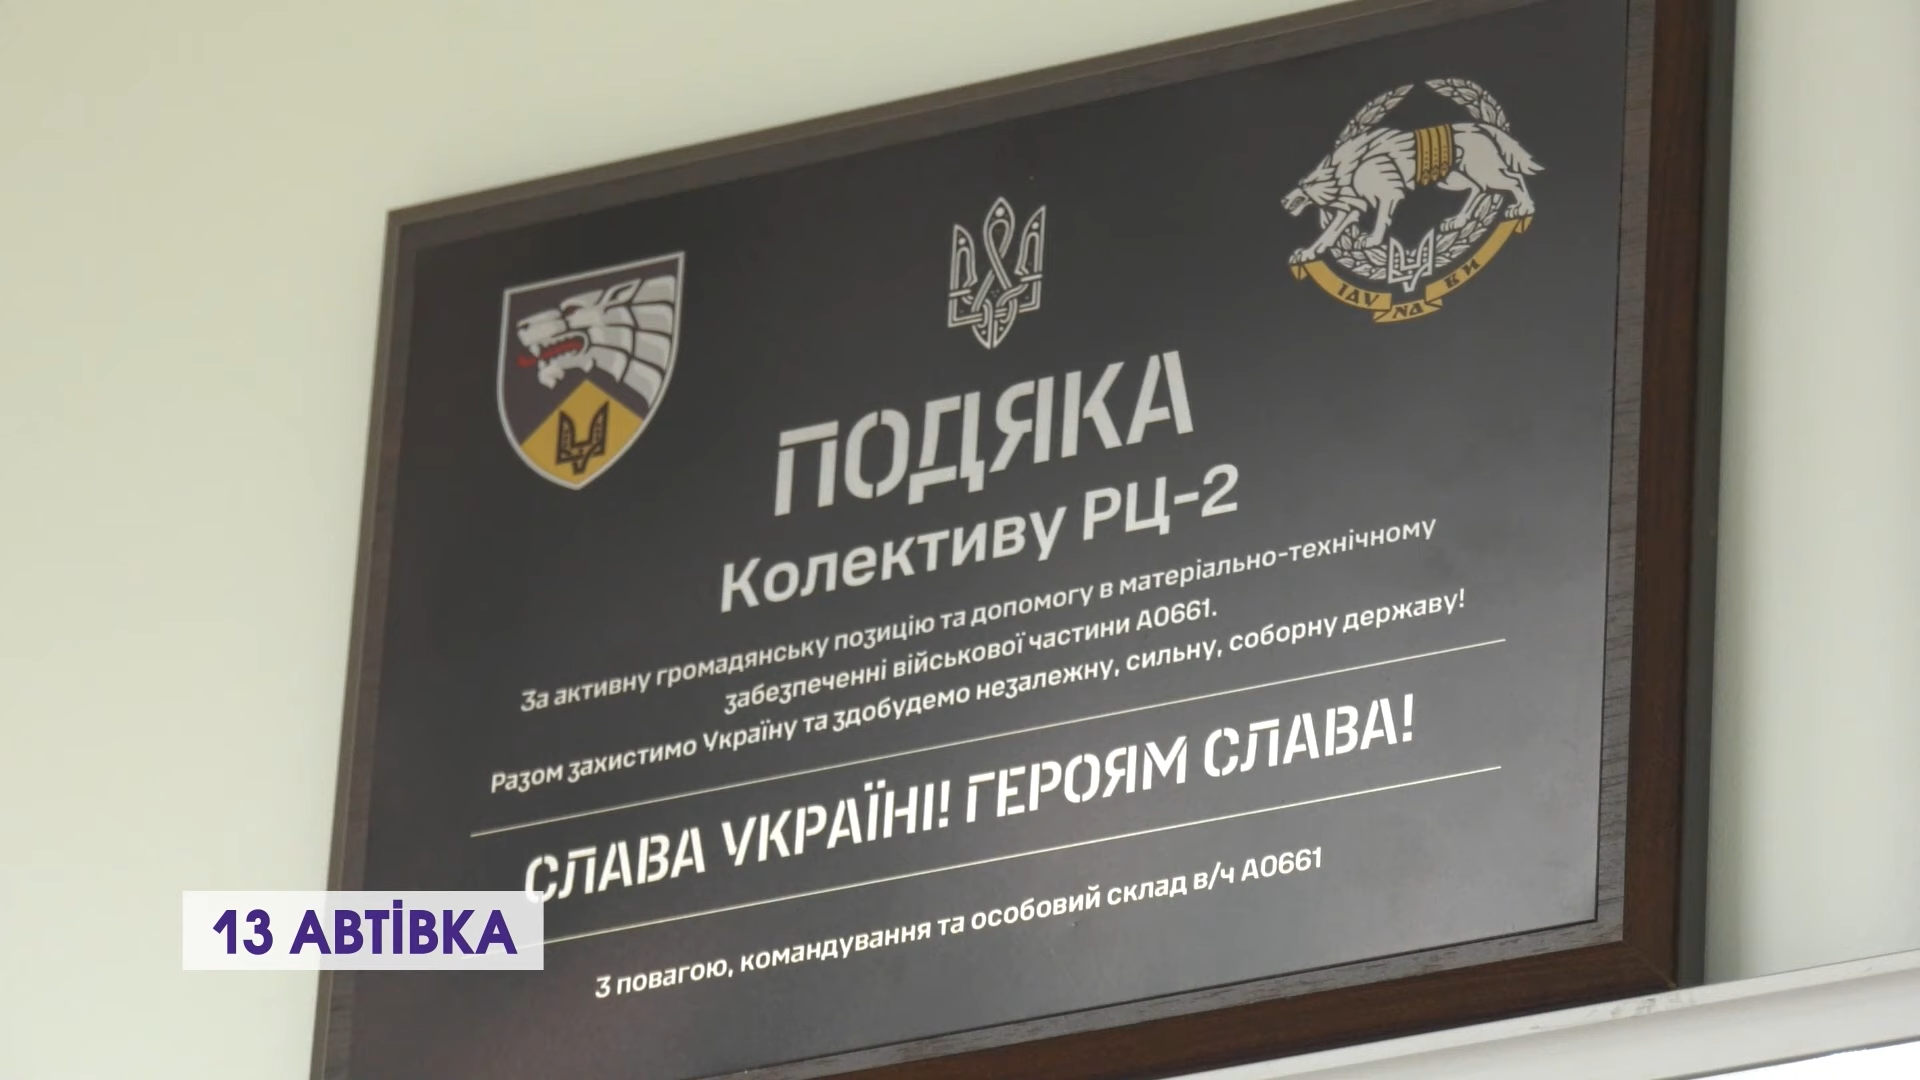 ІДУ НА ВИ
ПОДЯКА
Колективу РЦ-2
За активну громадянську позицію та допомогу в матеріально-технічному
забезпеченні військової частини А0661.
Разом захистимо Україну та здобудемо незалежну, сильну, соборну державу!
СЛАВА УКРАЇНІ! ГЕРОЯМ СЛАВА!
З повагою, командування та особовий склад в/ч А0661
13 АВТІВКА